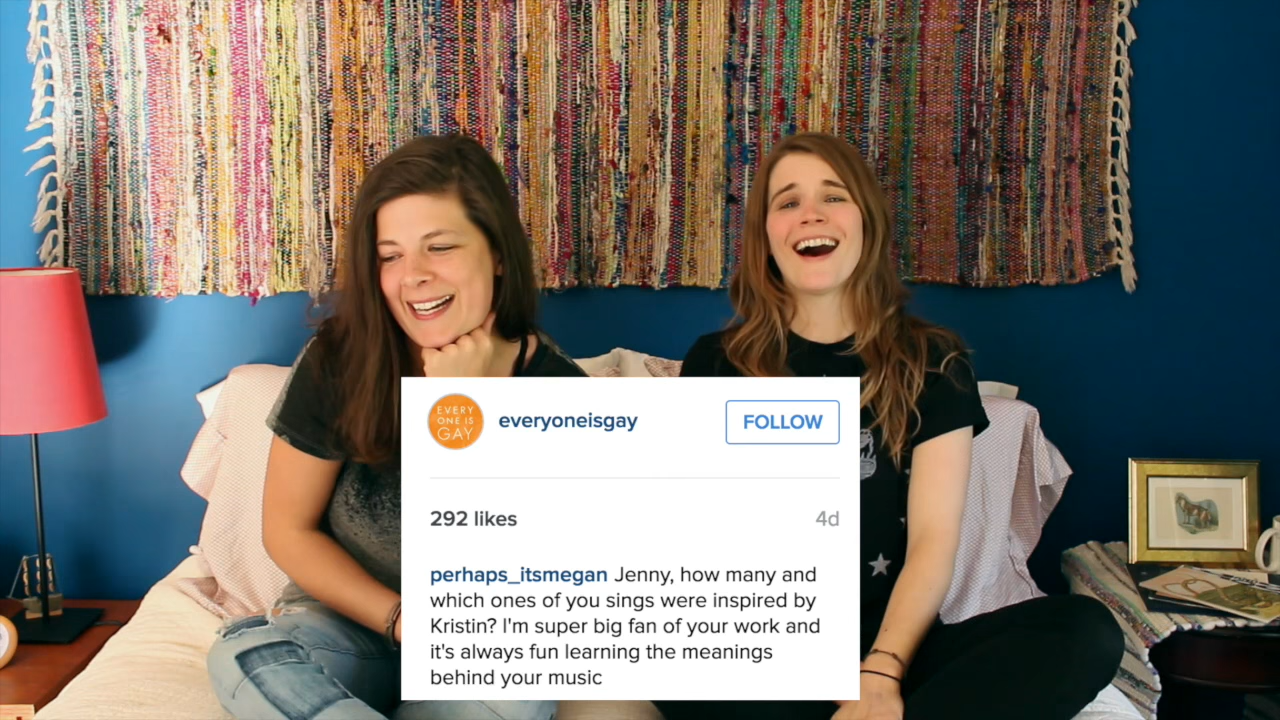 EVERY
ONE IS
GAY
everyoneisgay
FOLLOW
292 likes
4d
perhaps_itsmegan Jenny, how many and
which ones of you sings were inspired by
Kristin? I'm super big fan of your work and
it's always fun learning the meanings
behind your music